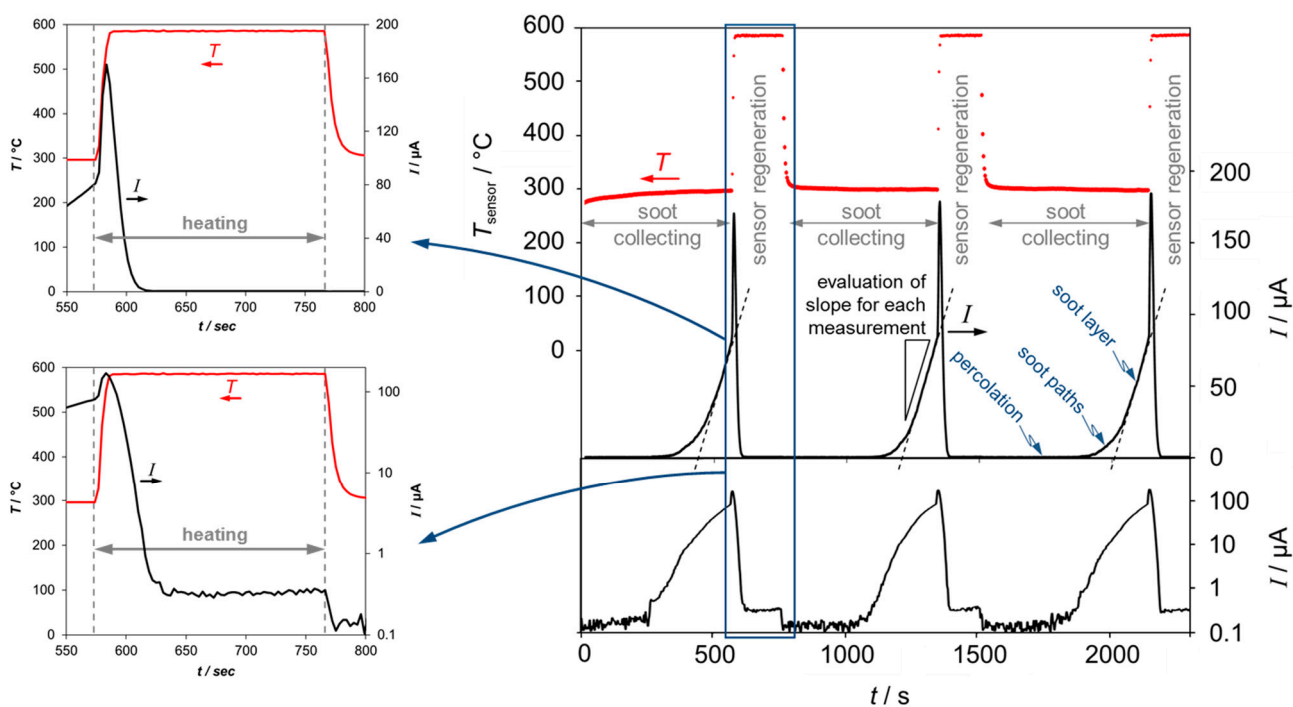 600
500
400
300
200
100
0
T / °C
200
160
120
80
40
0
I / µA
T
I
heating
550
600
650
700
750
800
t / sec
600
500
400
300
200
100
0
T / °C
100
10
1
0.1
I / µA
T
I
heating
550
600
650
700
750
800
t / sec
600
500
400
300
200
100
0
Tsensor / °C
T
soot
collecting
sensor regeneration
soot
collecting
sensor regeneration
soot
collecting
sensor regeneration
evaluation of
slope for each
measurement
I
percolation
soot paths
soot layer
200
150
100
50
0
I / µA
100
10
1
0.1
I / µA
0
500
1000
1500
2000
t / s